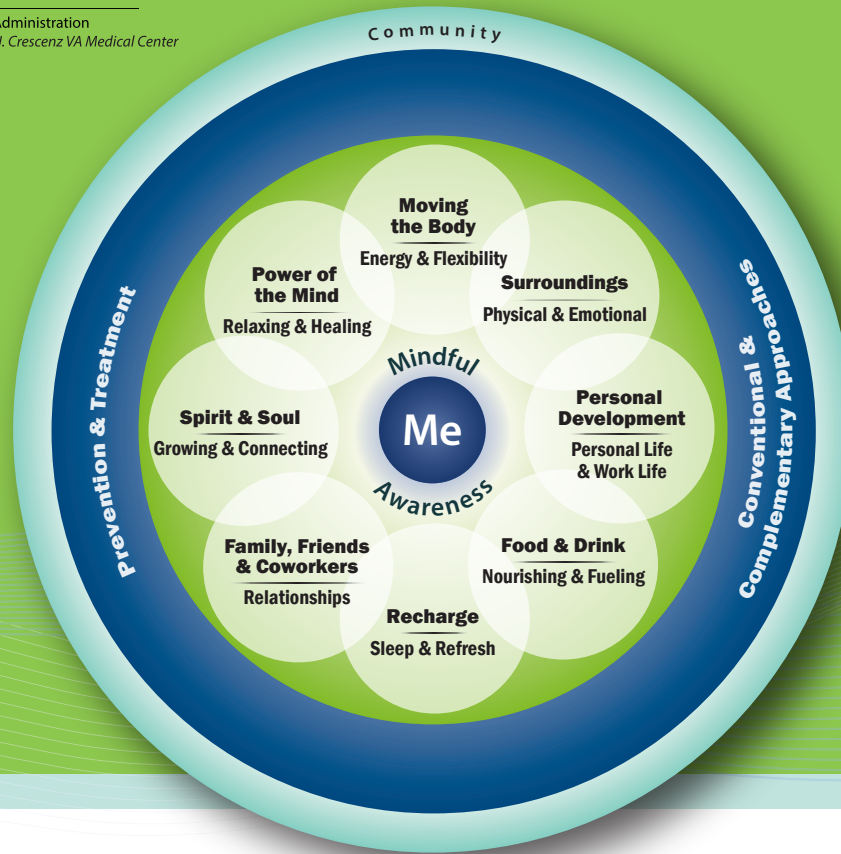 Administration
J. Crescenz VA Medical Center
Community
Moving
the Body
Energy & Flexibility
Surroundings
Physical & Emotional
Personal
Development
Personal Life
& Work Life
Food & Drink
Nourishing & Fueling
Recharge
Sleep & Refresh
Family, Friends
& Coworkers
Relationships
Spirit & Soul
Growing & Connecting
Power of
the Mind
Relaxing & Healing
Mindful
Me
Awareness
Prevention & Treatment
Conventional &
Complementary Approaches